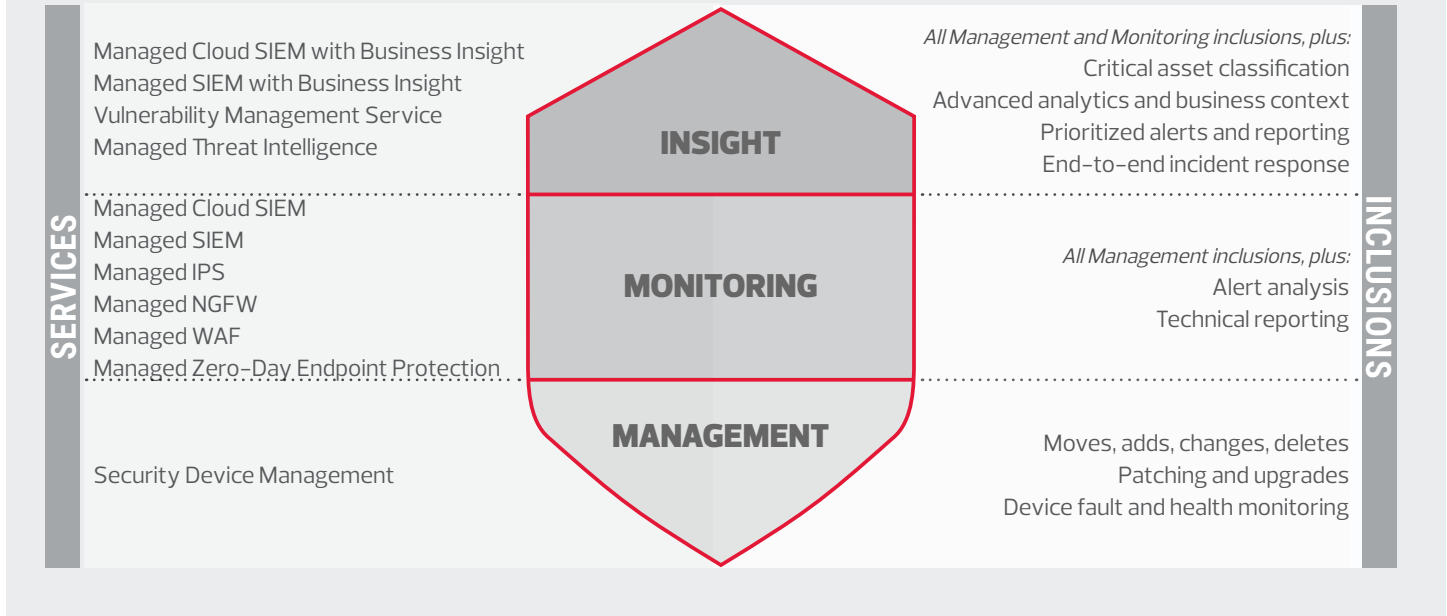 SERVICES
Managed Cloud SIEM with Business Insight
Managed SIEM with Business Insight
Vulnerability Management Service
Managed Threat Intelligence
INSIGHT
All Management and Monitoring inclusions, plus:
Critical asset classification
Advanced analytics and business context
Prioritized alerts and reporting
End-to-end incident response
Managed Cloud SIEM
Managed SIEM
Managed IPS
Managed NGFW
Managed WAF
Managed Zero-Day Endpoint Protection
MONITORING
All Management inclusions, plus:
Alert analysis
Technical reporting
Security Device Management
MANAGEMENT
Moves, adds, changes, deletes
Patching and upgrades
Device fault and health monitoring
INCLUSIONS